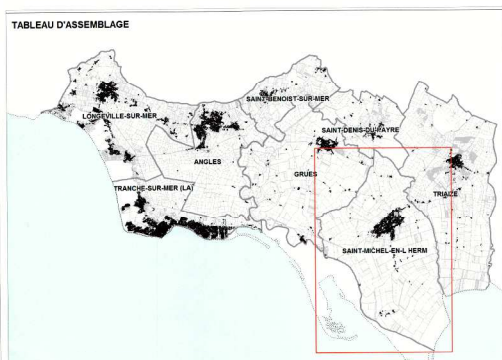 TABLEAU D'ASSEMBLAGE
SAINT-BENOIST-SUR-MER
LONGEVILLE-SUR-MER
SAINT-DENIS-DU-PAYRE
ANGLES
GRUES
TRANCHE-SUR-MER (LA)
TRIAIZE
SAINT-MICHEL-EN-L HERM